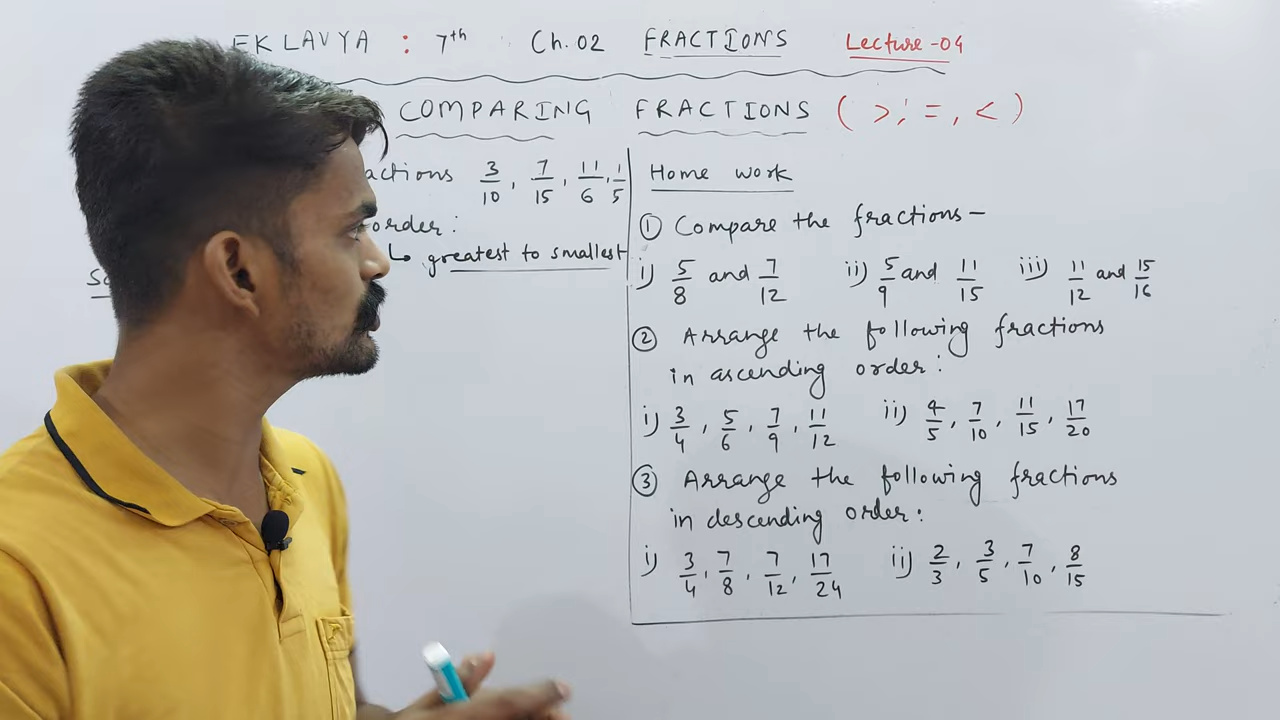 EKLAVYA : 7th Ch. 02 FRACTIONS Lecture-04
COMPARING FRACTIONS ( >; =, < )
actions 3/10, 7/15, 11/6, 1/5
order :
↳ greatest to smallest
Home work
① Compare the fractions –
i) 5/8 and 7/12 ii) 5/9 and 11/15 iii) 11/12 and 15/16
② Arrange the following fractions
in ascending order :
i) 3/4, 5/6, 7/9, 11/12 ii) 4/5, 7/10, 11/15, 17/20
③ Arrange the following fractions
in descending order :
i) 3/4, 7/8, 7/12, 17/24 ii) 2/3, 3/5, 7/10, 8/15